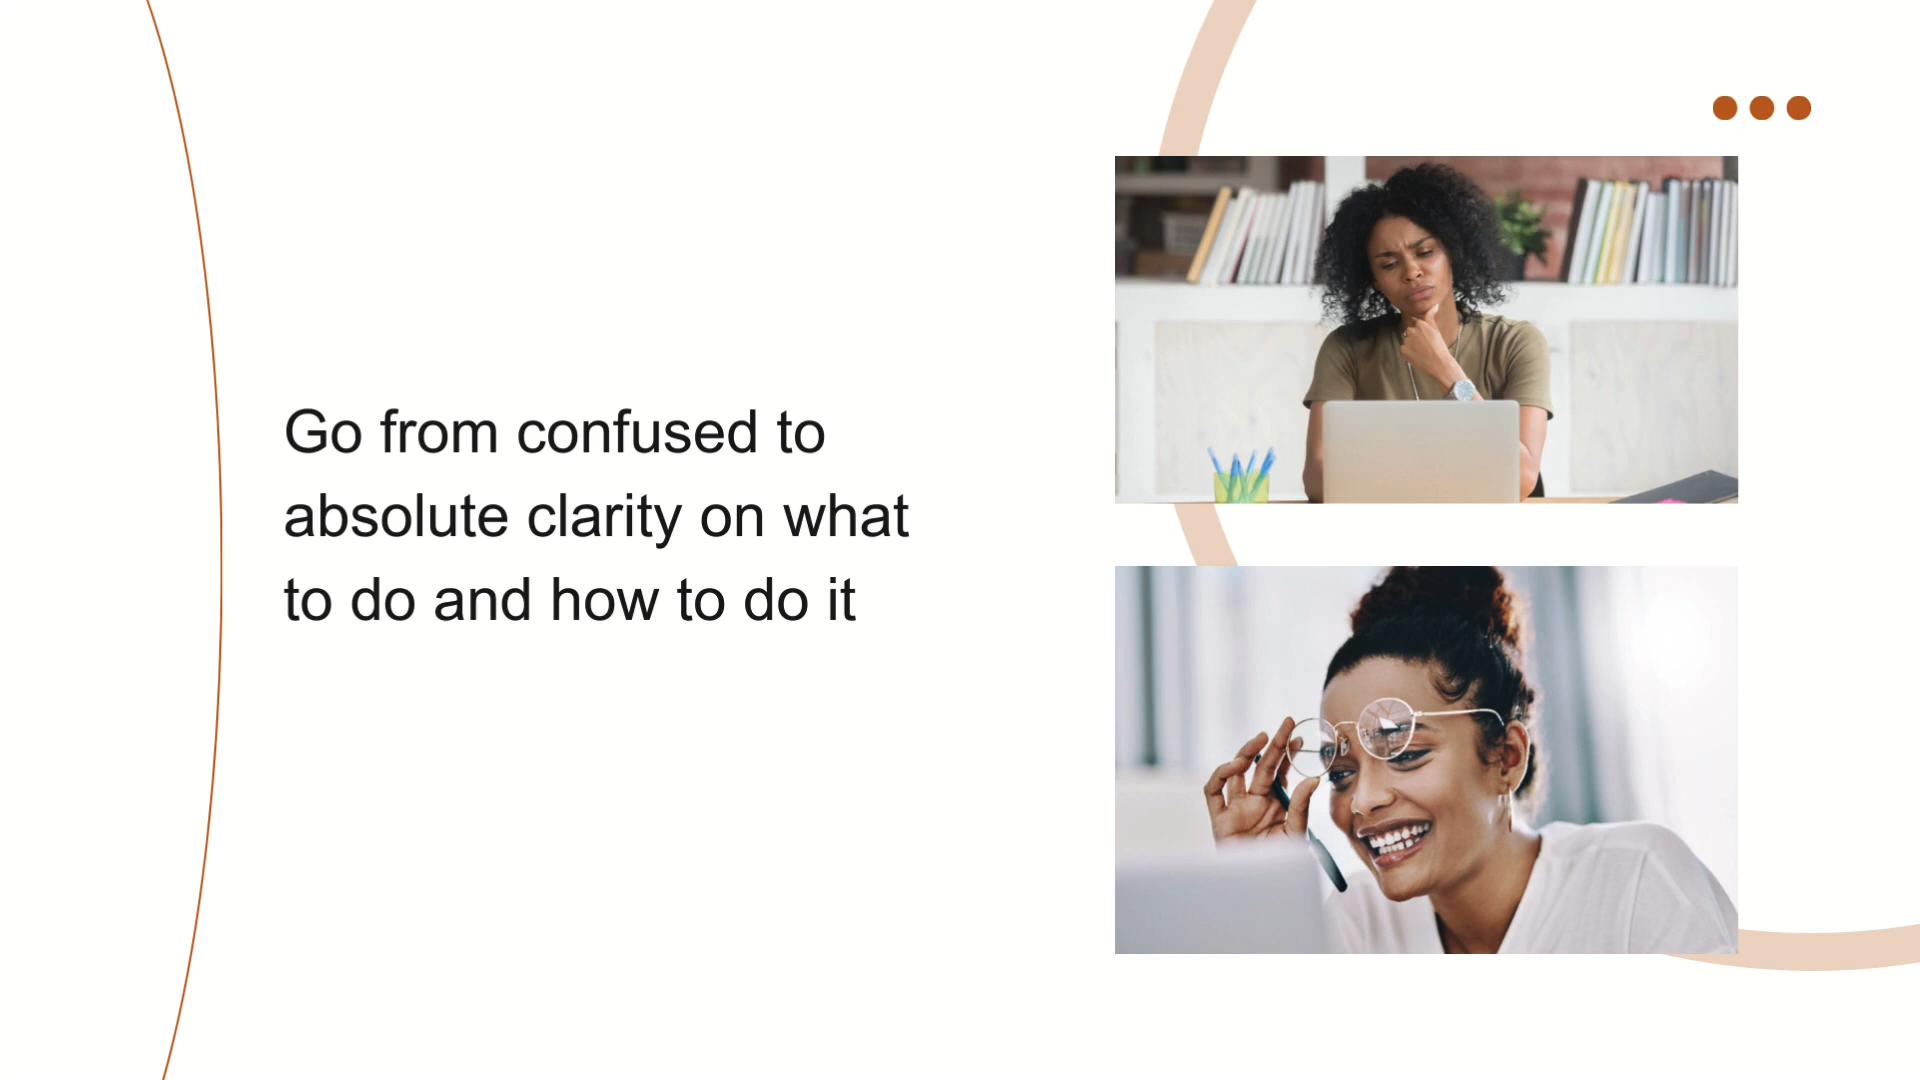 Go from confused to
absolute clarity on what
to do and how to do it